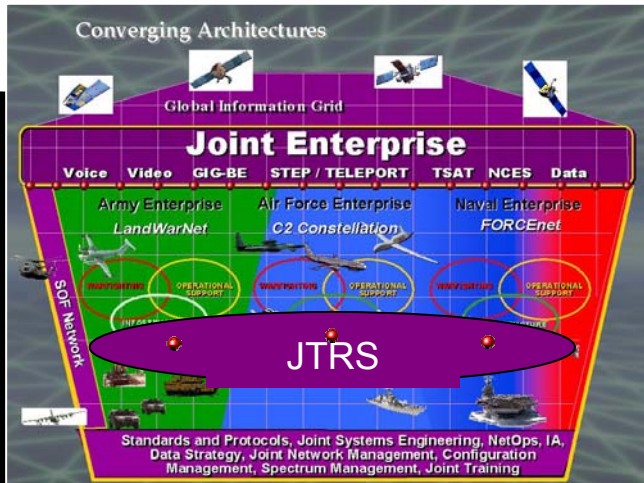 Converging Architectures
Global Information Grid
Joint Enterprise
Voice Video GIG-BE STEP / TELEPORT TSAT NCES Data
Army Enterprise Air Force Enterprise Naval Enterprise
LandWarNet C2 Constellation FORCEnet
SOF Network
WARFIGHTING OPERATIONAL SUPPORT WARFIGHTING OPERATIONAL SUPPORT WARFIGHTING OPERATIONAL SUPPORT
JTRS
Standards and Protocols, Joint Systems Engineering, NetOps, IA,
Data Strategy, Joint Network Management, Configuration
Management, Spectrum Management, Joint Training